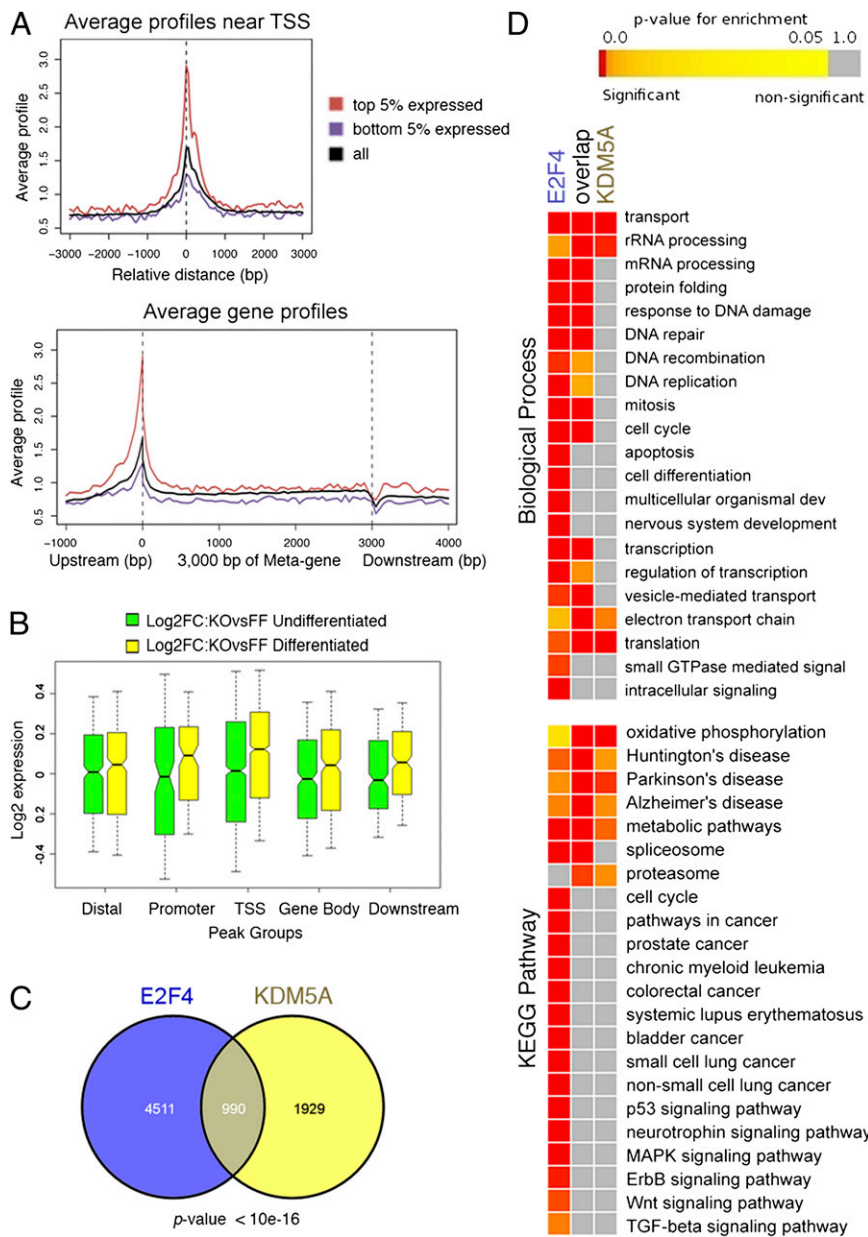 A
Average profiles near TSS
Average profile
3.0
2.5
2.0
1.5
1.0
0.5
−3000 −2000 −1000 0 1000 2000 3000
Relative distance (bp)
top 5% expressed
bottom 5% expressed
all
Average gene profiles
Average profile
3.0
2.5
2.0
1.5
1.0
0.5
−1000 0 1000 2000 3000 4000
Upstream (bp) 3,000 bp of Meta-gene Downstream (bp)
B
Log2FC:KOvsFF Undifferentiated
Log2FC:KOvsFF Differentiated
Log2 expression
0.4
0.2
0
0.2
-0.4
Distal Promoter TSS Gene Body Downstream
Peak Groups
C
E2F4 KDM5A
4511 990 1929
p-value < 10e-16
D
p-value for enrichment
0.0 0.05 1.0
Significant non-significant
E2F4 overlap KDM5A
Biological Process
transport
rRNA processing
mRNA processing
protein folding
response to DNA damage
DNA repair
DNA recombination
DNA replication
mitosis
cell cycle
apoptosis
cell differentiation
multicellular organismal dev
nervous system development
transcription
regulation of transcription
vesicle-mediated transport
electron transport chain
translation
small GTPase mediated signal
intracellular signaling
KEGG Pathway
oxidative phosphorylation
Huntington's disease
Parkinson's disease
Alzheimer's disease
metabolic pathways
spliceosome
proteasome
cell cycle
pathways in cancer
prostate cancer
chronic myeloid leukemia
colorectal cancer
systemic lupus erythematosus
bladder cancer
small cell lung cancer
non-small cell lung cancer
p53 signaling pathway
neurotrophin signaling pathway
MAPK signaling pathway
ErbB signaling pathway
Wnt signaling pathway
TGF-beta signaling pathway